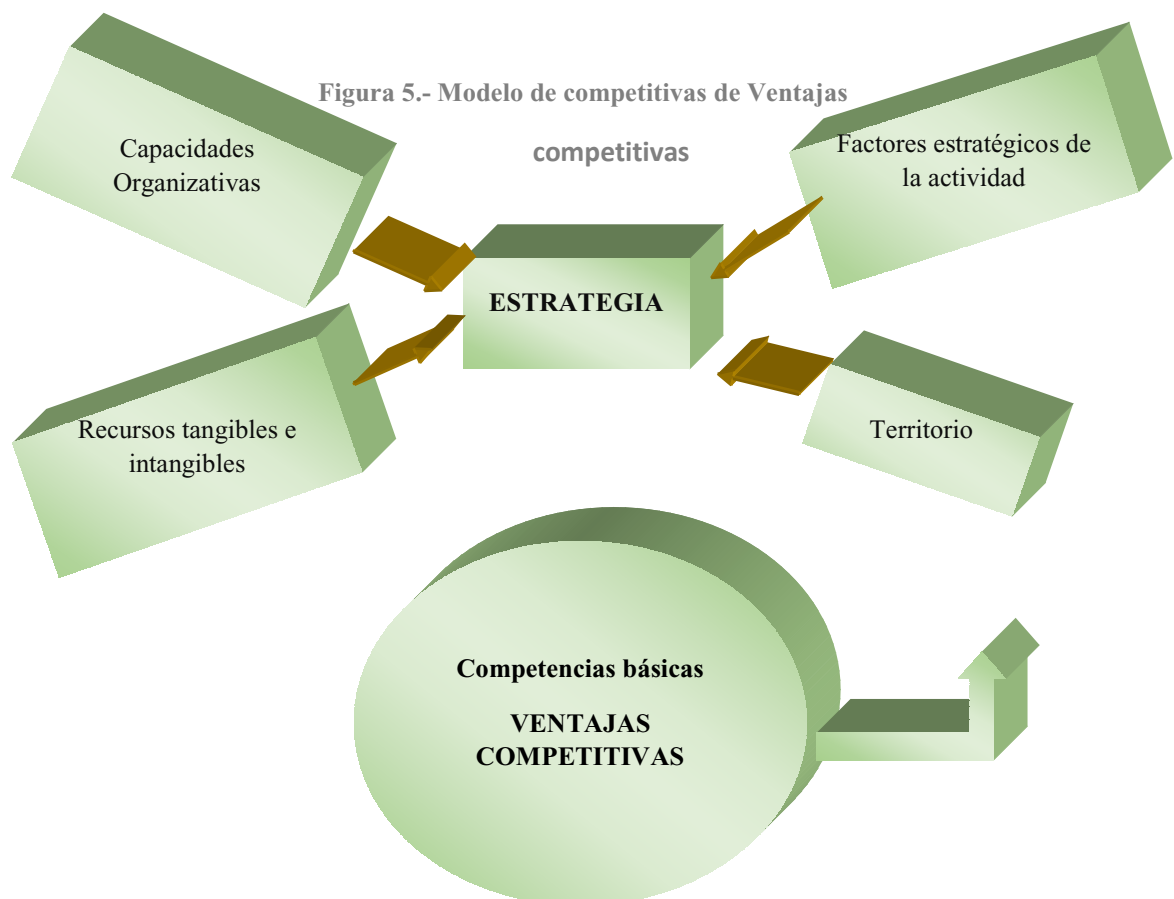 Figura 5.- Modelo de competitivas de Ventajas
competitivas
Capacidades
Organizativas
Factores estratégicos de
la actividad
ESTRATEGIA
Recursos tangibles e
intangibles
Territorio
Competencias básicas
VENTAJAS
COMPETITIVAS